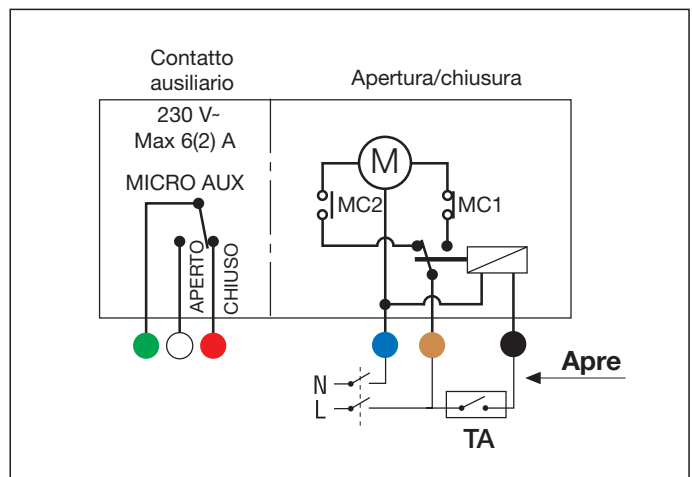 Contatto
ausiliario
Apertura/chiusura
230 V~
Max 6(2) A
MICRO AUX
APERTO
CHIUSO
M
MC2
MC1
N
L
TA
Apre